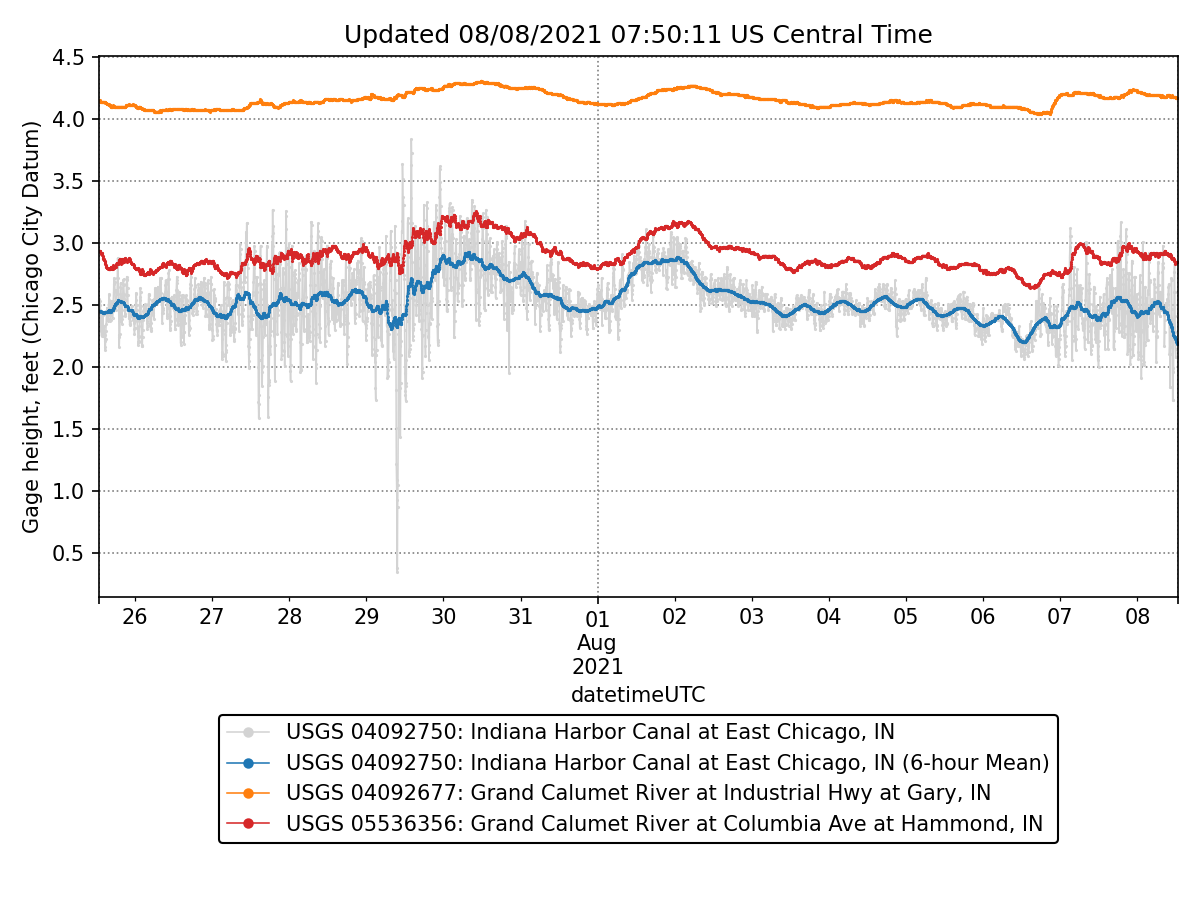 Updated 08/08/2021 07:50:11 US Central Time
Gage height, feet (Chicago City Datum)
4.5
4.0
3.5
3.0
2.5
2.0
1.5
1.0
0.5
26 27 28 29 30 31 01 02 03 04 05 06 07 08
Aug
2021
datetimeUTC
USGS 04092750: Indiana Harbor Canal at East Chicago, IN
USGS 04092750: Indiana Harbor Canal at East Chicago, IN (6-hour Mean)
USGS 04092677: Grand Calumet River at Industrial Hwy at Gary, IN
USGS 05536356: Grand Calumet River at Columbia Ave at Hammond, IN